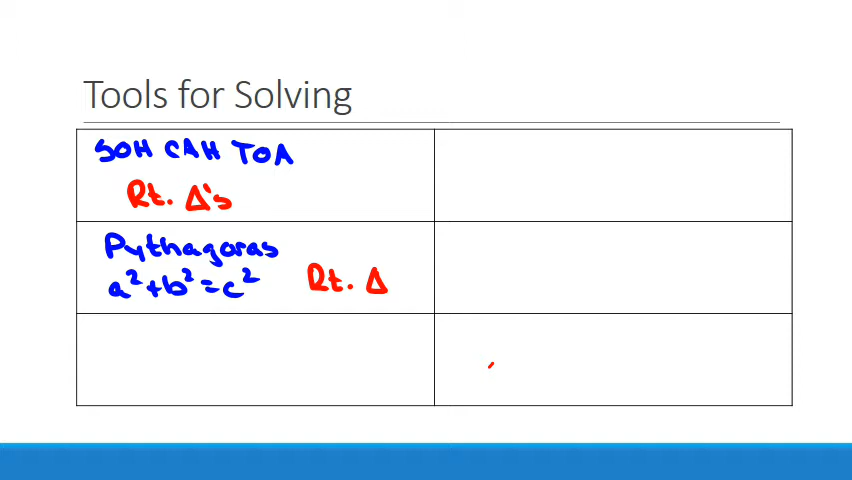 Tools for Solving
SOH CAH TOA
Rt. Δ's
Pythagoras
a²+b²=c² Rt. Δ